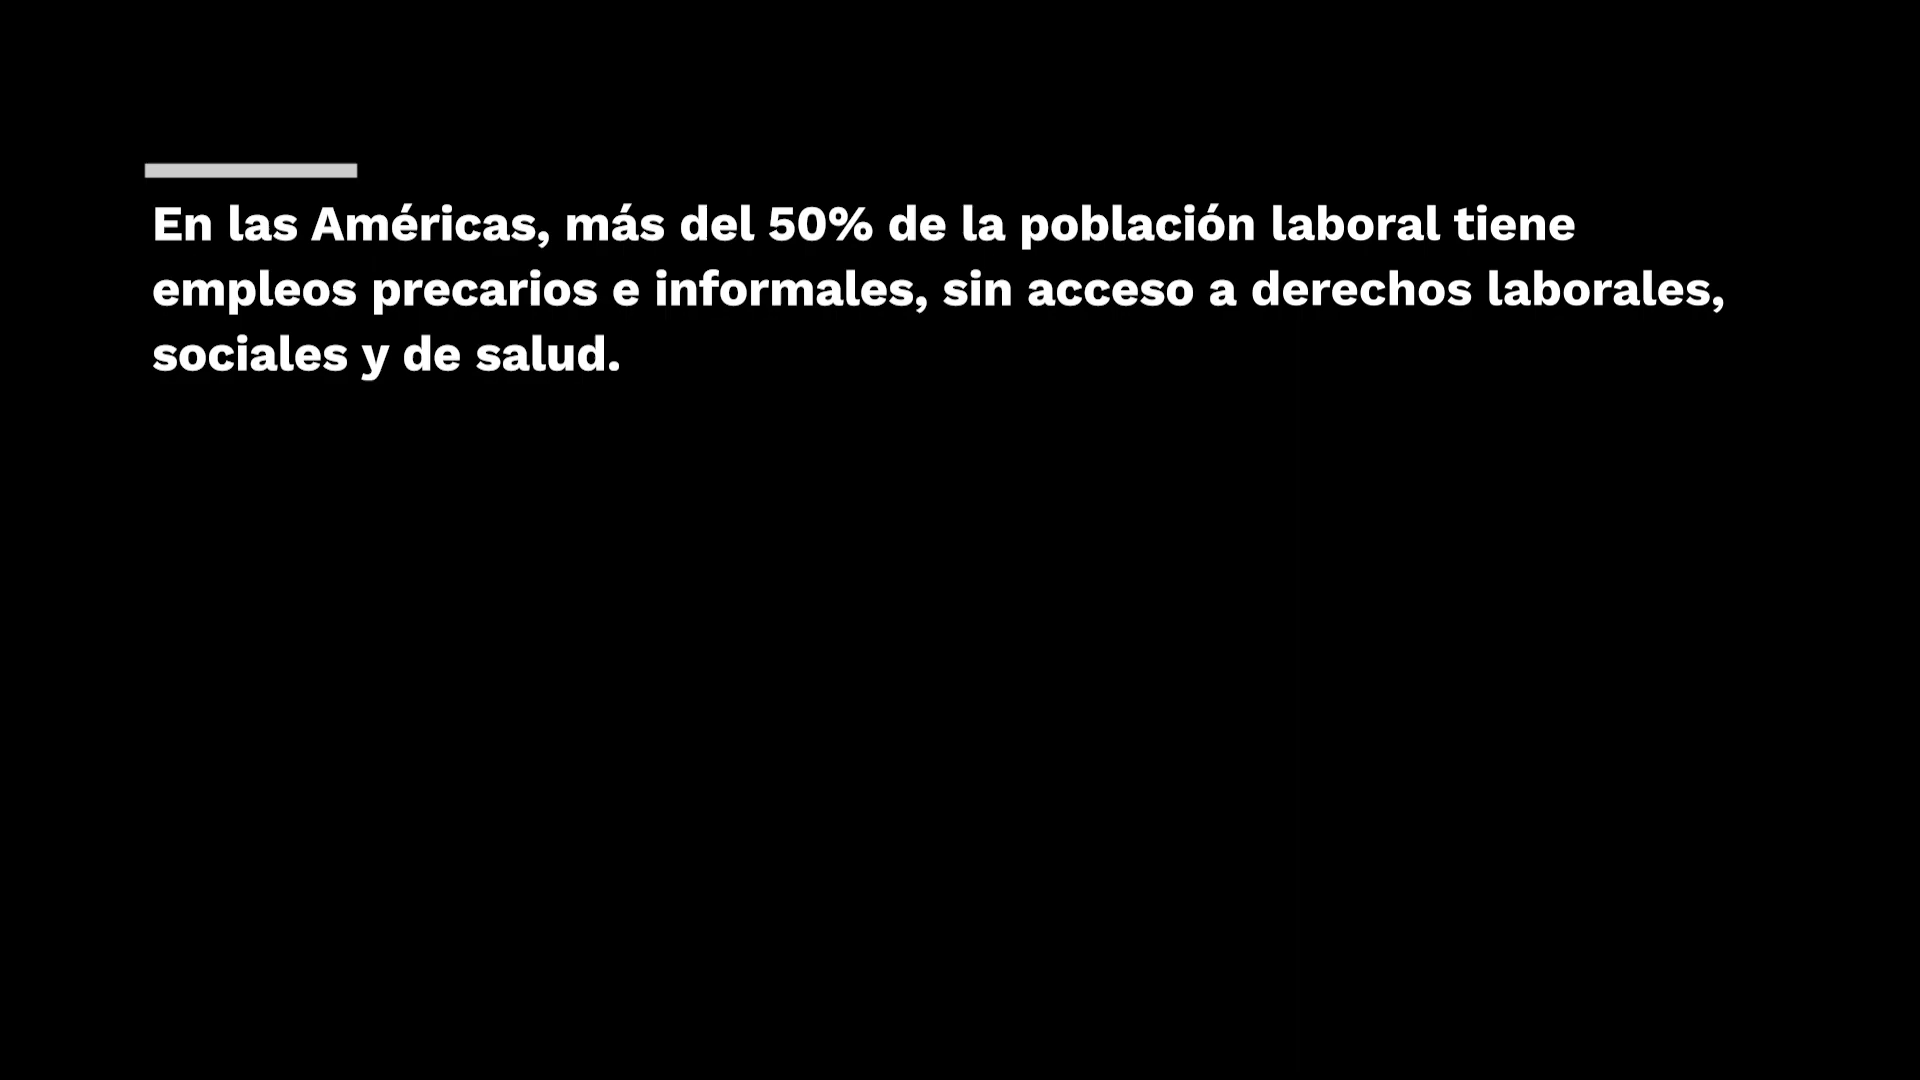 En las Américas, más del 50% de la población laboral tiene
empleos precarios e informales, sin acceso a derechos laborales,
sociales y de salud.